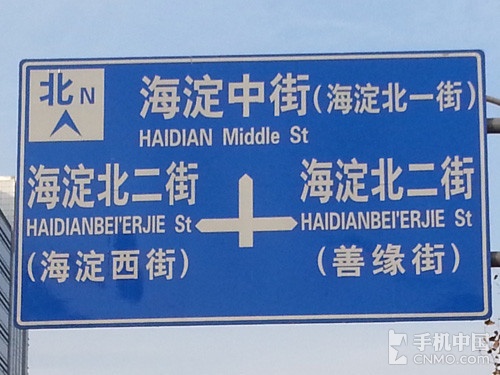 北 N
海淀中街(海淀北一街)
HAIDIAN Middle St
海淀北二街
HAIDIANBEI'ERJIE St
(海淀西街)
海淀北二街
HAIDIANBEI'ERJIE St
(善缘街)
手机中国
CNMO.COM